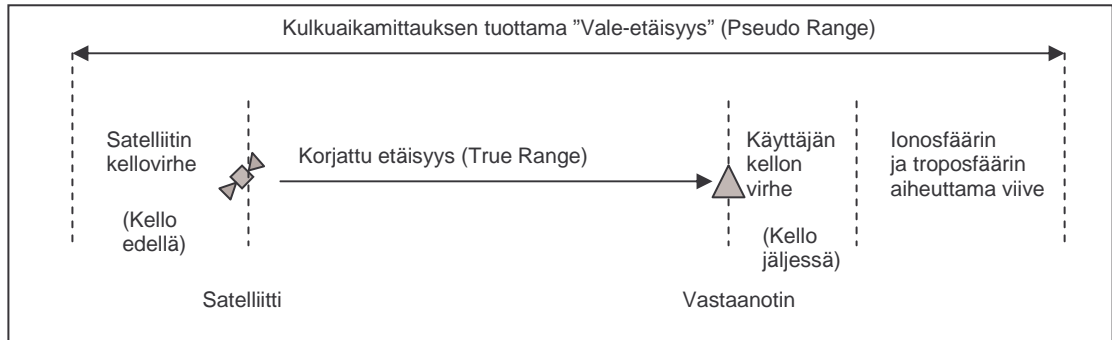 Kulkuaikamittauksen tuottama ”Vale-etäisyys” (Pseudo Range)
Satelliitin
kellovirhe
(Kello
edellä)
Korjattu etäisyys (True Range)
Käyttäjän
kellon
virhe
(Kello
jäljessä)
Ionosfäärin
ja troposfäärin
aiheuttama viive
Satelliitti
Vastaanotin